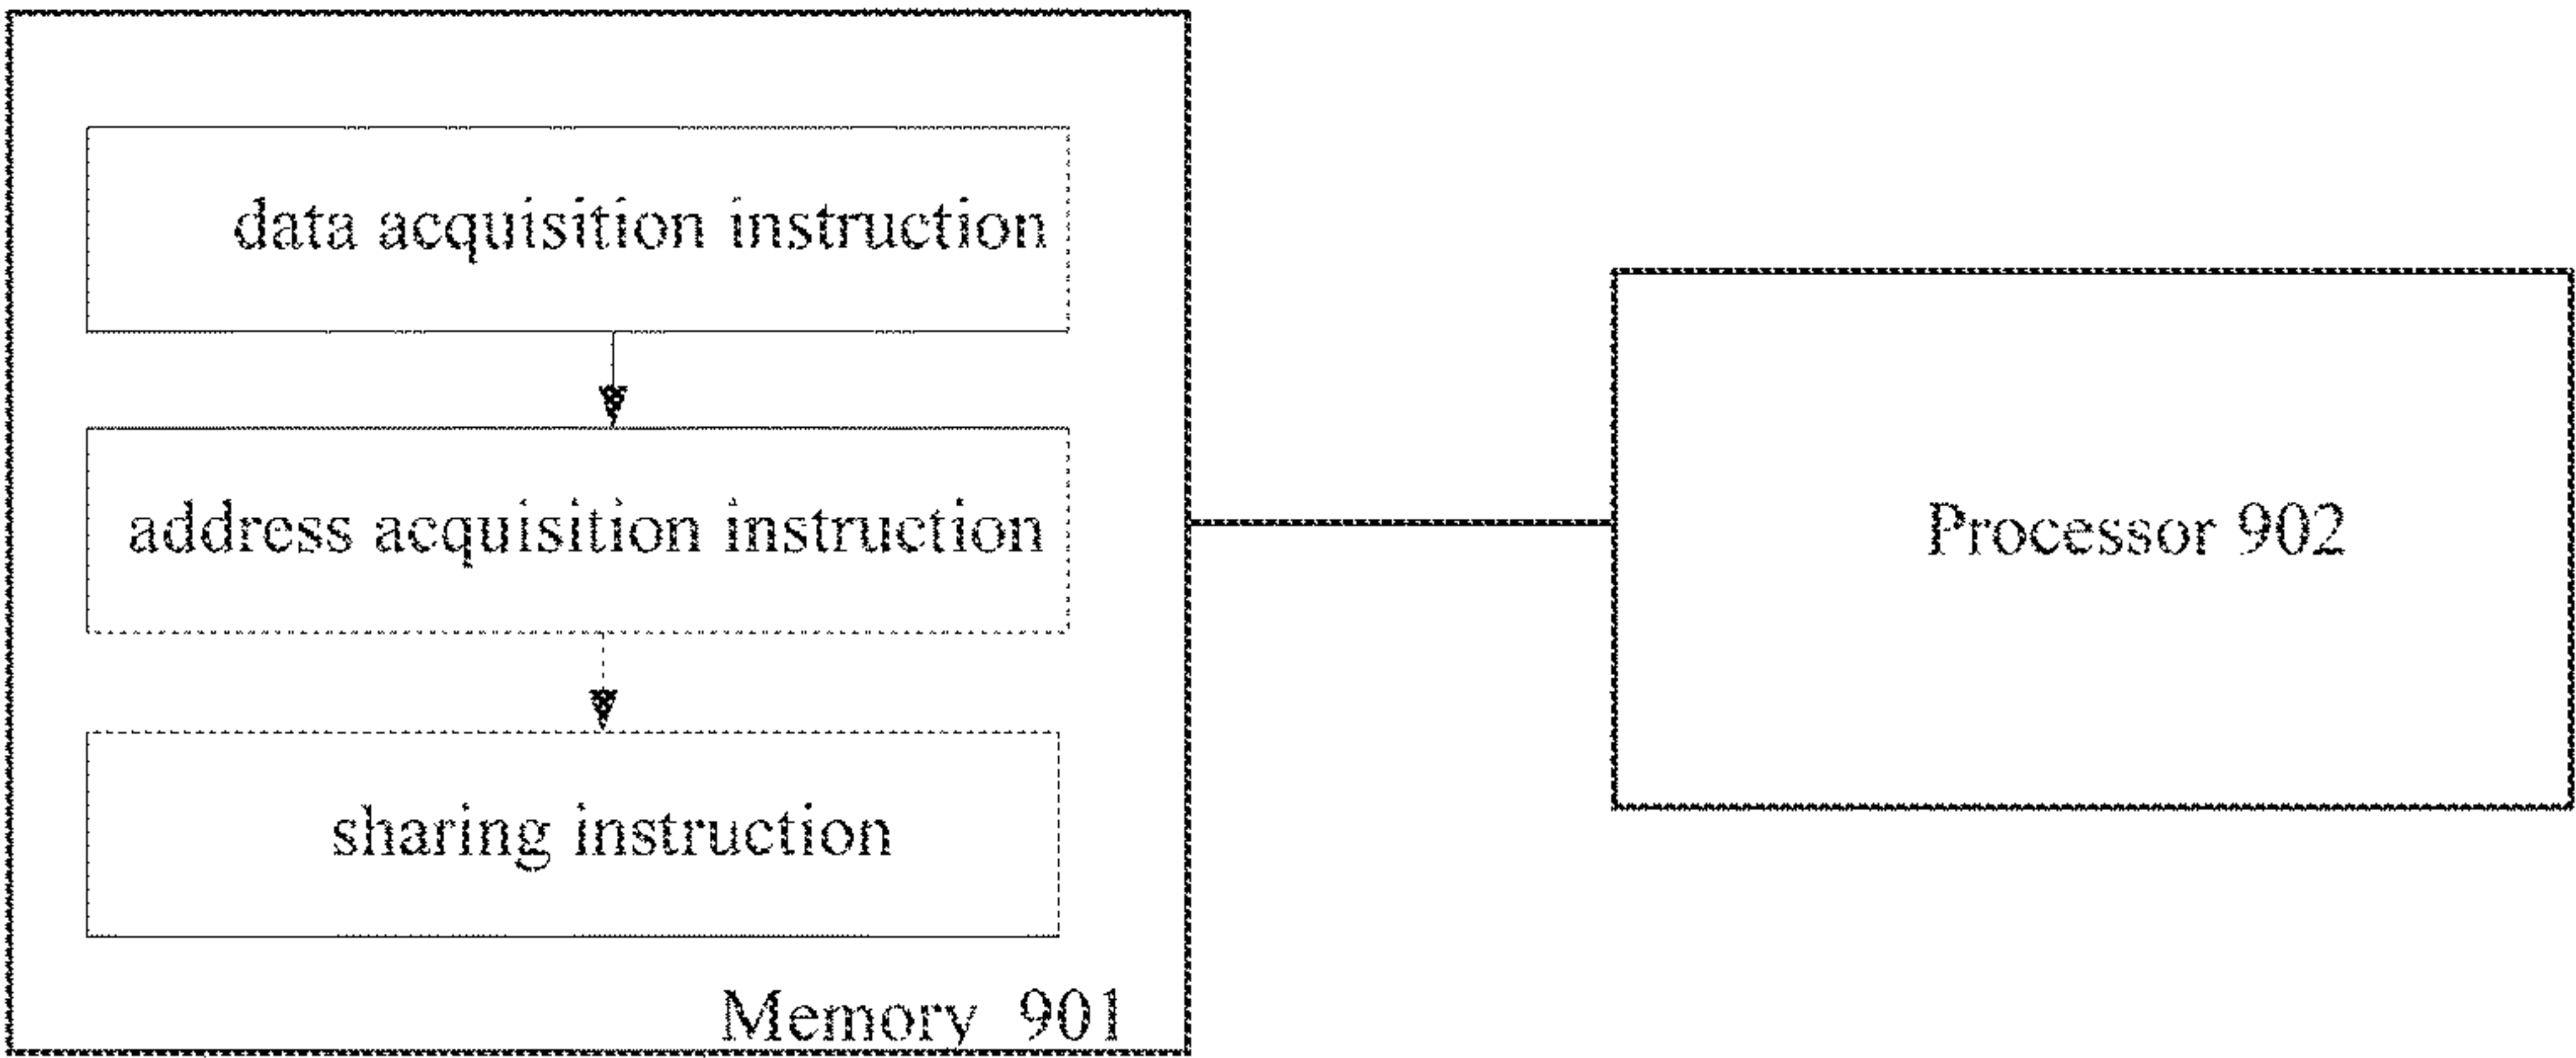 data acquisition instruction
address acquisition instruction
sharing instruction
Memory 901
Processor 902